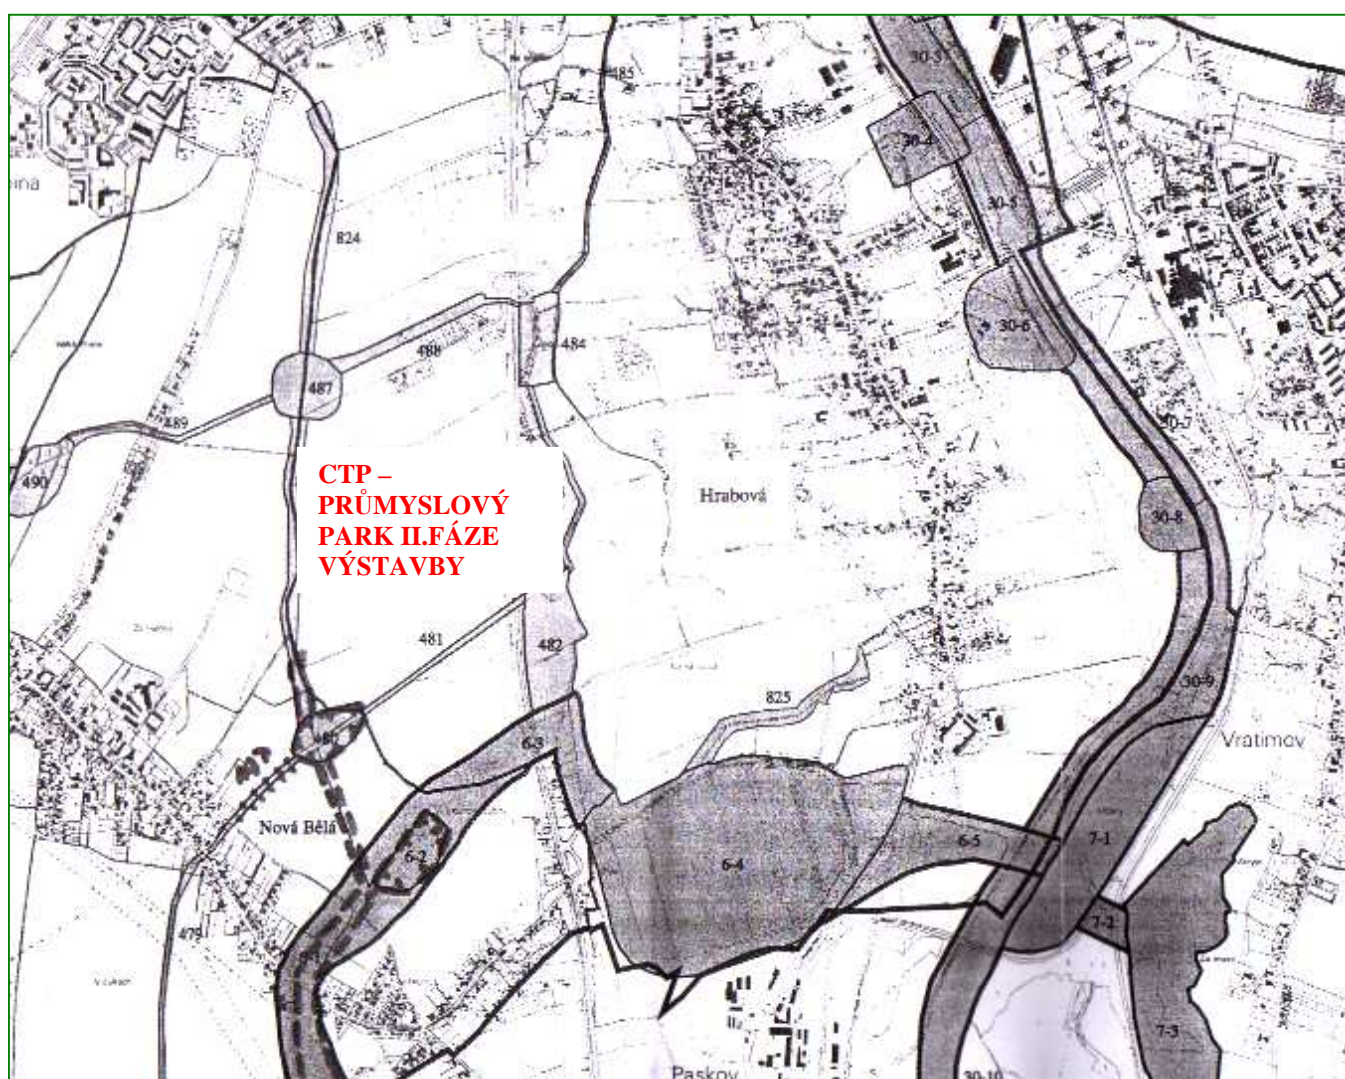 30-3
485
30-4
ina
30-5
824
30-6
488
484
487
489
30-7
490
CTP –
PRŮMYSLOVÝ
PARK II.FÁZE
VÝSTAVBY
Hrabová
30-8
481
482
30-9
825
6-3
Vratimov
Nová Bělá
6-2
6-4
6-5
7-1
7-2
479
7-3
Paskov
30-10